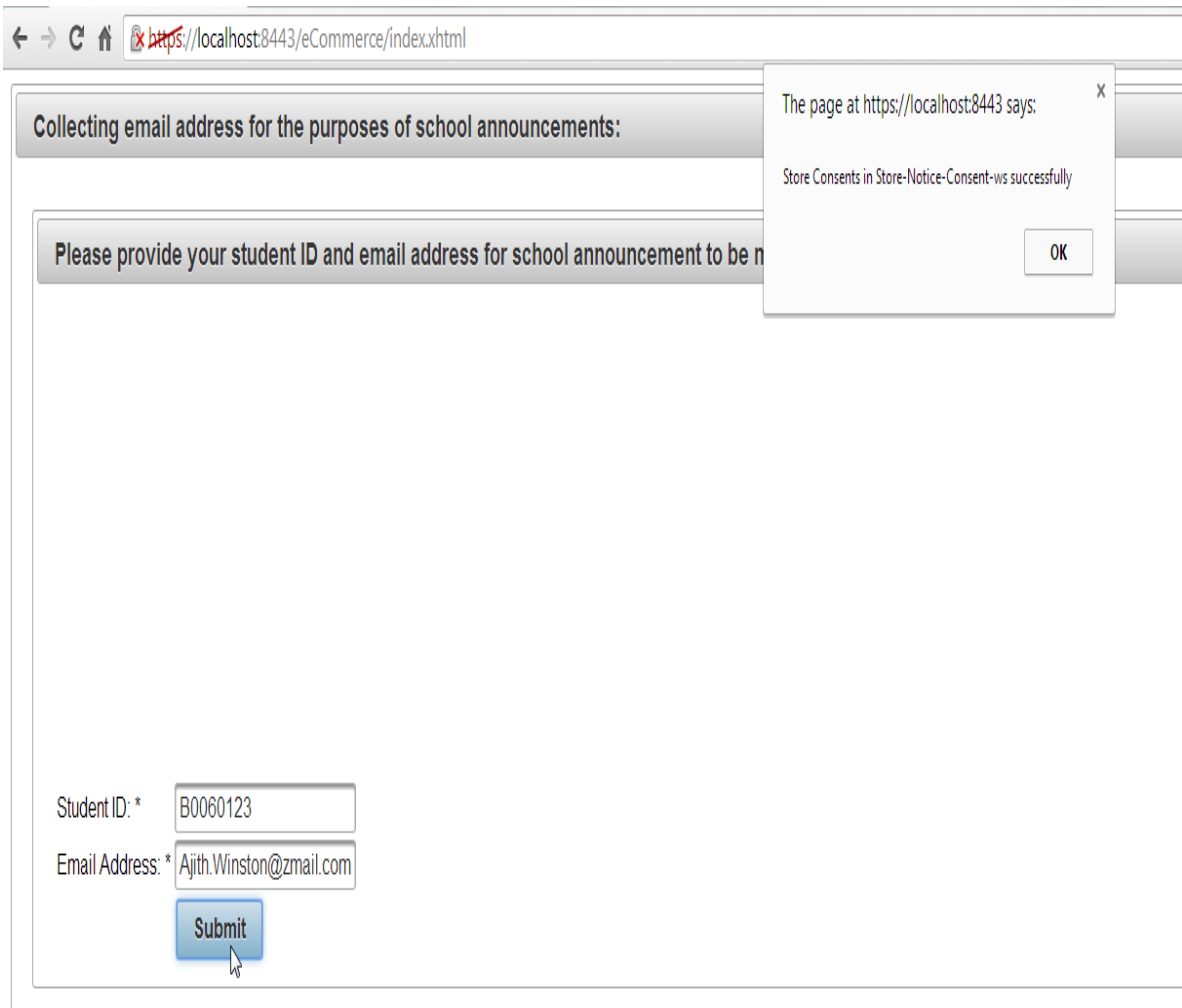 https://localhost:8443/eCommerce/index.xhtml
Collecting email address for the purposes of school announcements:
The page at https://localhost:8443 says:
x
Store Consents in Store-Notice-Consent-ws successfully
OK
Please provide your student ID and email address for school announcement to be
Student ID: *
B0060123
Email Address: *
Ajith.Winston@zmail.com
Submit